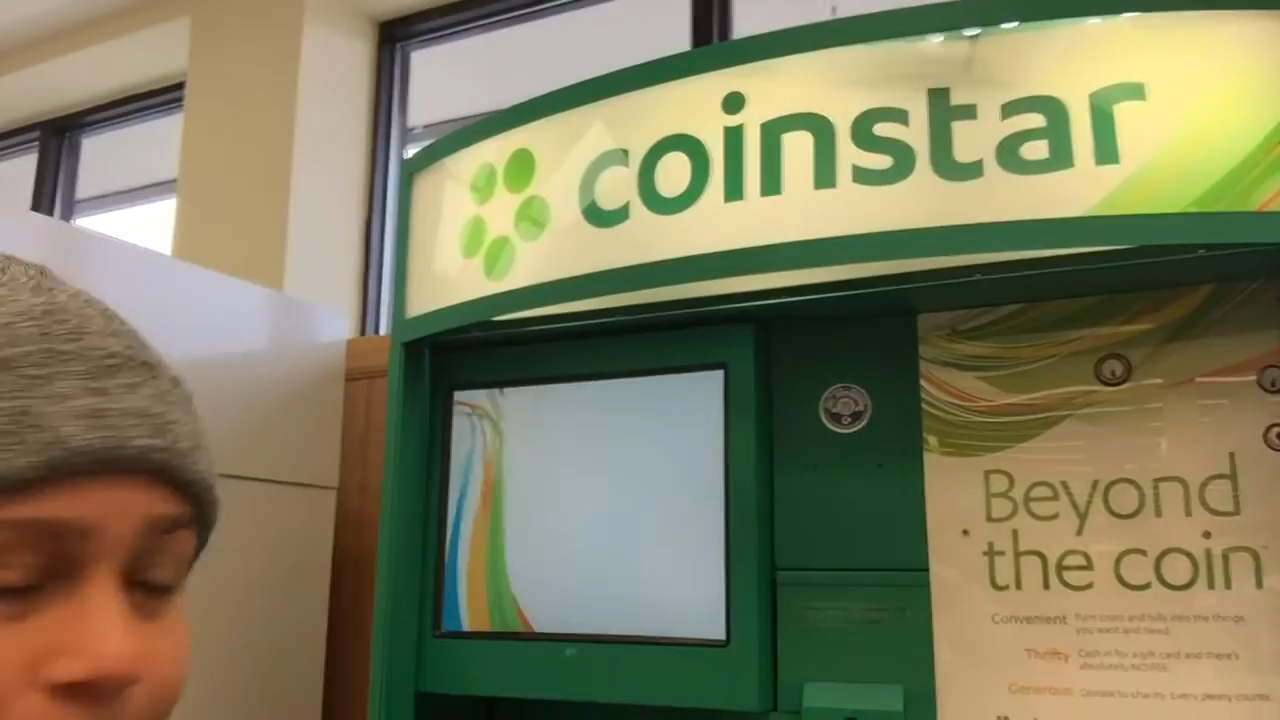 coinstar
Beyond
the coin
Convenient Turn coins and bills into the things
you want and need.
Thrifty Cash in for a gift card and there's
absolutely NO FEE.
Generous Donate to charity. Every penny counts.